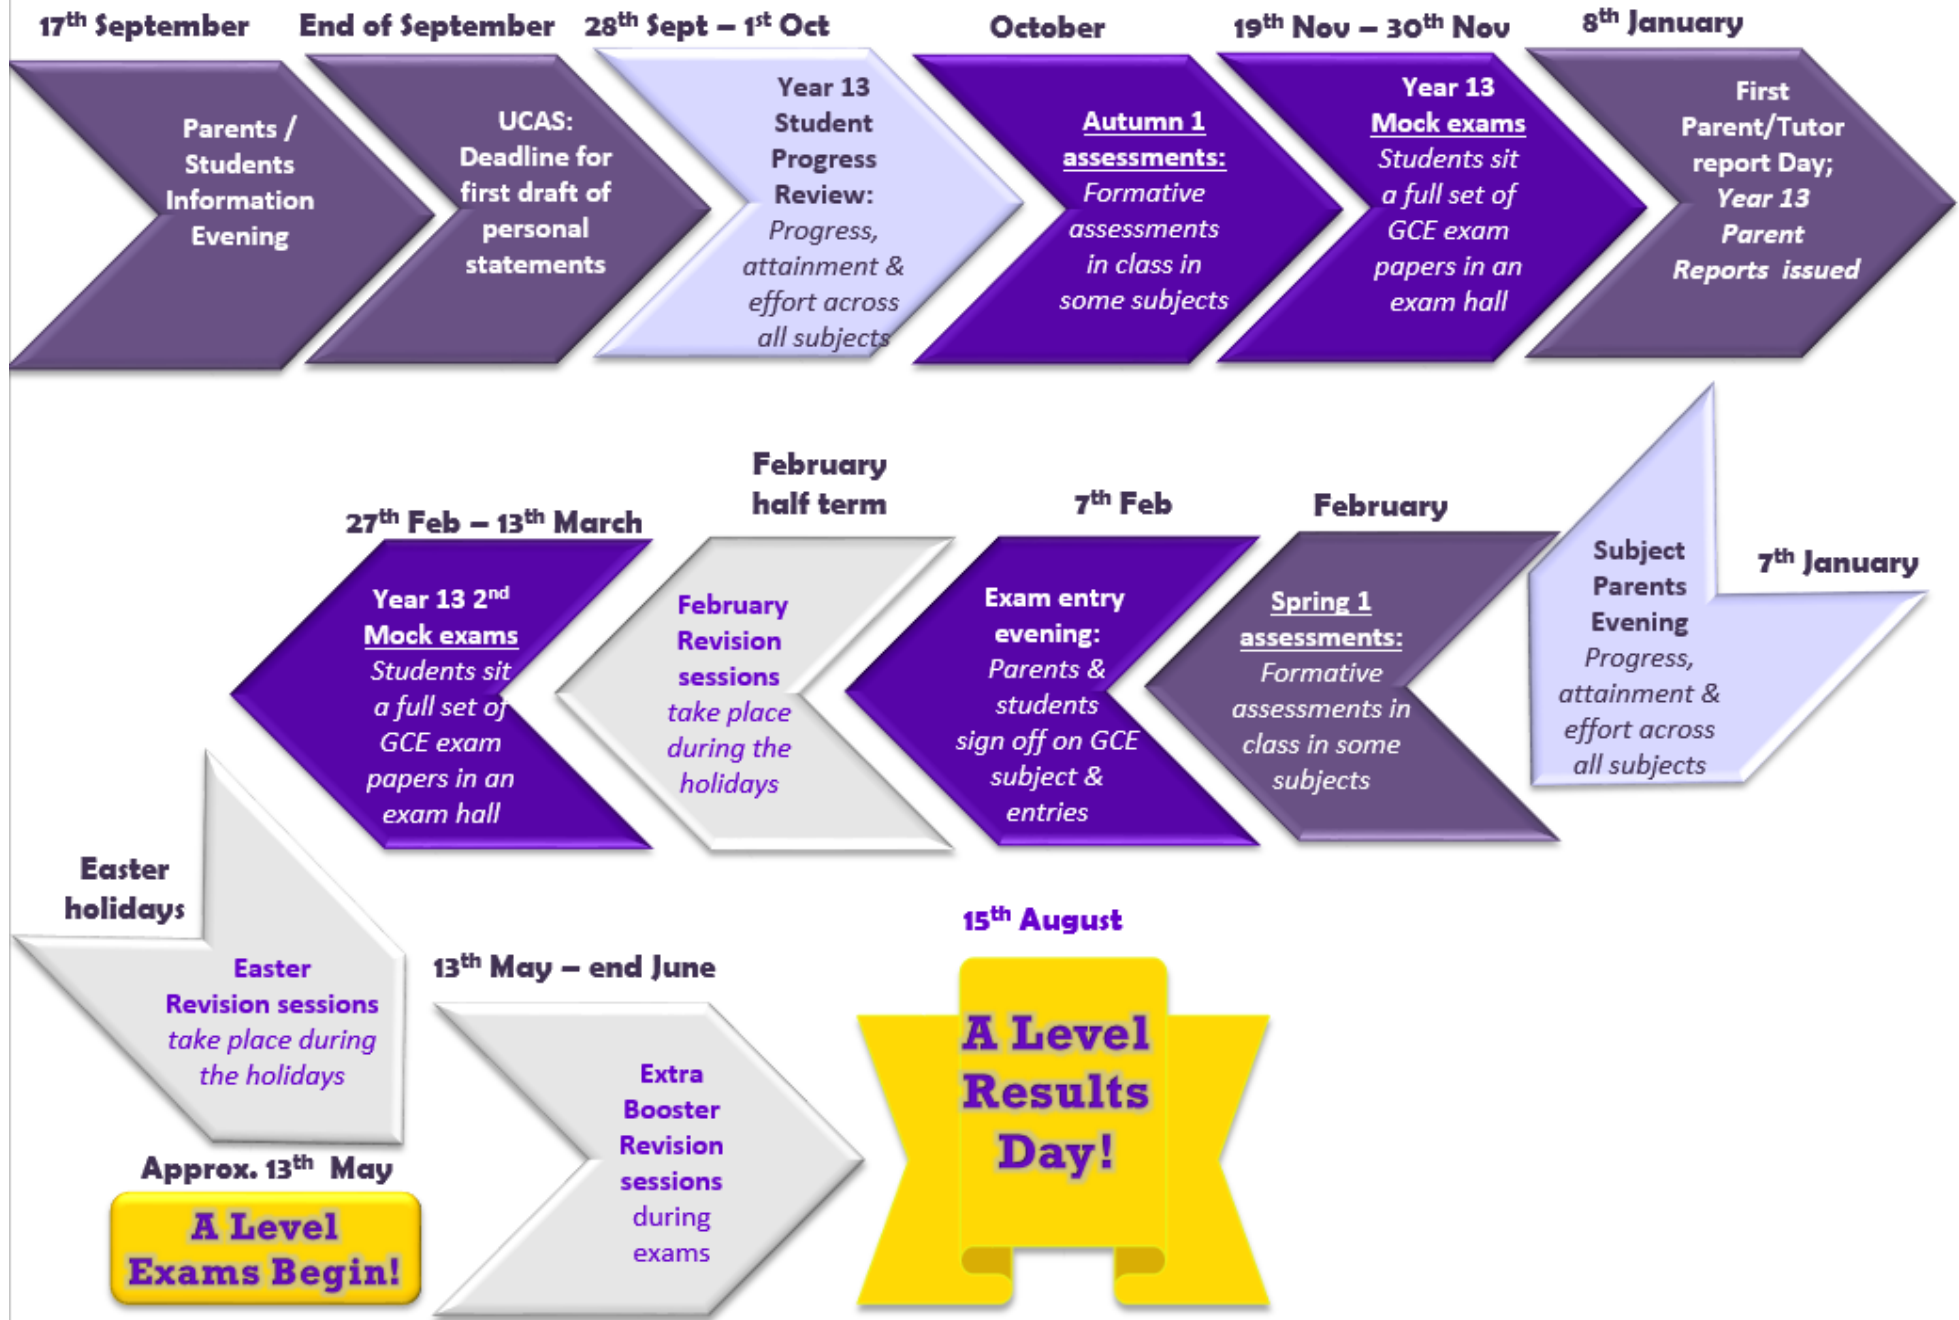 17th September
Parents /
Students
Information
Evening
End of September
UCAS:
Deadline for
first draft of
personal
statements
28th Sept – 1st Oct
Year 13
Student
Progress
Review:
Progress,
attainment &
effort across
all subjects
October
Autumn 1
assessments:
Formative
assessments
in class in
some subjects
19th Nov – 30th Nov
Year 13
Mock exams
Students sit
a full set of
GCE exam
papers in an
exam hall
8th January
First
Parent/Tutor
report Day;
Year 13
Parent
Reports issued
7th January
Subject
Parents
Evening
Progress,
attainment &
effort across
all subjects
February
Spring 1
assessments:
Formative
assessments in
class in some
subjects
7th Feb
Exam entry
evening:
Parents &
students
sign off on GCE
subject &
entries
February
half term
February
Revision
sessions
take place
during the
holidays
27th Feb – 13th March
Year 13 2nd
Mock exams
Students sit
a full set of
GCE exam
papers in an
exam hall
Easter
holidays
Easter
Revision sessions
take place during
the holidays
Approx. 13th May
A Level
Exams Begin!
13th May – end June
Extra
Booster
Revision
sessions
during
exams
15th August
A Level
Results
Day!